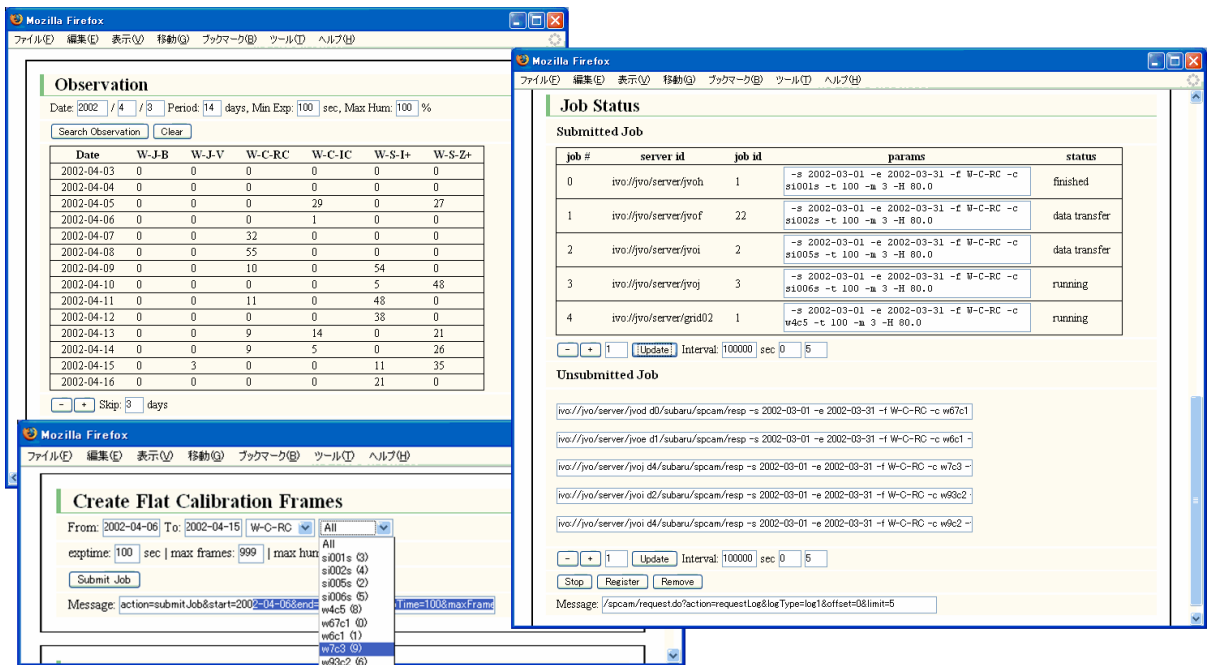 Mozilla Firefox
ファイル(F) 編集(E) 表示(V) 移動(G) ブックマーク(B) ツール(T) ヘルプ(H)
Observation
Date: 2002 / 4 / 3 Period: 14 days, Min Exp: 100 sec, Max Hum: 100 %
Search Observation Clear
Date W-J-B W-J-V W-C-RC W-C-IC W-S-I+ W-S-Z+
2002-04-03 0 0 0 0 0 0
2002-04-04 0 0 0 0 0 0
2002-04-05 0 0 0 29 0 27
2002-04-06 0 0 0 1 0 0
2002-04-07 0 0 32 0 0 0
2002-04-08 0 0 55 0 0 0
2002-04-09 0 0 10 0 54 0
2002-04-10 0 0 0 0 5 48
2002-04-11 0 0 11 0 48 0
2002-04-12 0 0 0 0 38 0
2002-04-13 0 0 9 14 0 21
2002-04-14 0 0 9 5 0 26
2002-04-15 0 3 0 0 11 35
2002-04-16 0 0 0 0 21 0
- + Skip: 3 days
Mozilla Firefox
ファイル(F) 編集(E) 表示(V) 移動(G) ブックマーク(B) ツール(T) ヘルプ(H)
Create Flat Calibration Frames
From: 2002-04-06 To: 2002-04-15 W-C-RC All
exptime: 100 sec | max frames: 999 | max hum
Submit Job
Message: action=submitJob&start=2002-04-06&end= Time=100&maxFrame
All
si001s (3)
si002s (4)
si005s (2)
si006s (5)
w4c5 (8)
w67c1 (0)
w6c1 (1)
w7c3 (9)
w93c2 (6)
Mozilla Firefox
ファイル(F) 編集(E) 表示(V) 移動(G) ブックマーク(B) ツール(T) ヘルプ(H)
Job Status
Submitted Job
job # server id job id params status
0 ivo://jvo/server/jvoh 1 -s 2002-03-01 -e 2002-03-31 -f W-C-RC -c finished
si001s -t 100 -m 3 -H 80.0
1 ivo://jvo/server/jvof 22 -s 2002-03-01 -e 2002-03-31 -f W-C-RC -c data transfer
si002s -t 100 -m 3 -H 80.0
2 ivo://jvo/server/jvoi 2 -s 2002-03-01 -e 2002-03-31 -f W-C-RC -c data transfer
si005s -t 100 -m 3 -H 80.0
3 ivo://jvo/server/jvoj 3 -s 2002-03-01 -e 2002-03-31 -f W-C-RC -c running
si006s -t 100 -m 3 -H 80.0
4 ivo://jvo/server/grid02 1 -s 2002-03-01 -e 2002-03-31 -f W-C-RC -c running
w4c5 -t 100 -m 3 -H 80.0
- + 1 Update Interval: 100000 sec 0 5
Unsubmitted Job
ivo://jvo/server/jvod d0/subaru/spcam/resp -s 2002-03-01 -e 2002-03-31 -f W-C-RC -c w67c1
ivo://jvo/server/jvoe d1/subaru/spcam/resp -s 2002-03-01 -e 2002-03-31 -f W-C-RC -c w6c1 -
ivo://jvo/server/jvoj d4/subaru/spcam/resp -s 2002-03-01 -e 2002-03-31 -f W-C-RC -c w7c3 -
ivo://jvo/server/jvoi d2/subaru/spcam/resp -s 2002-03-01 -e 2002-03-31 -f W-C-RC -c w93c2
ivo://jvo/server/jvoi d4/subaru/spcam/resp -s 2002-03-01 -e 2002-03-31 -f W-C-RC -c w9c2 -
- + 1 Update Interval: 100000 sec 0 5
Stop Register Remove
Message: /spcam/request.do?action=requestLog&logType=log1&offset=0&limit=5